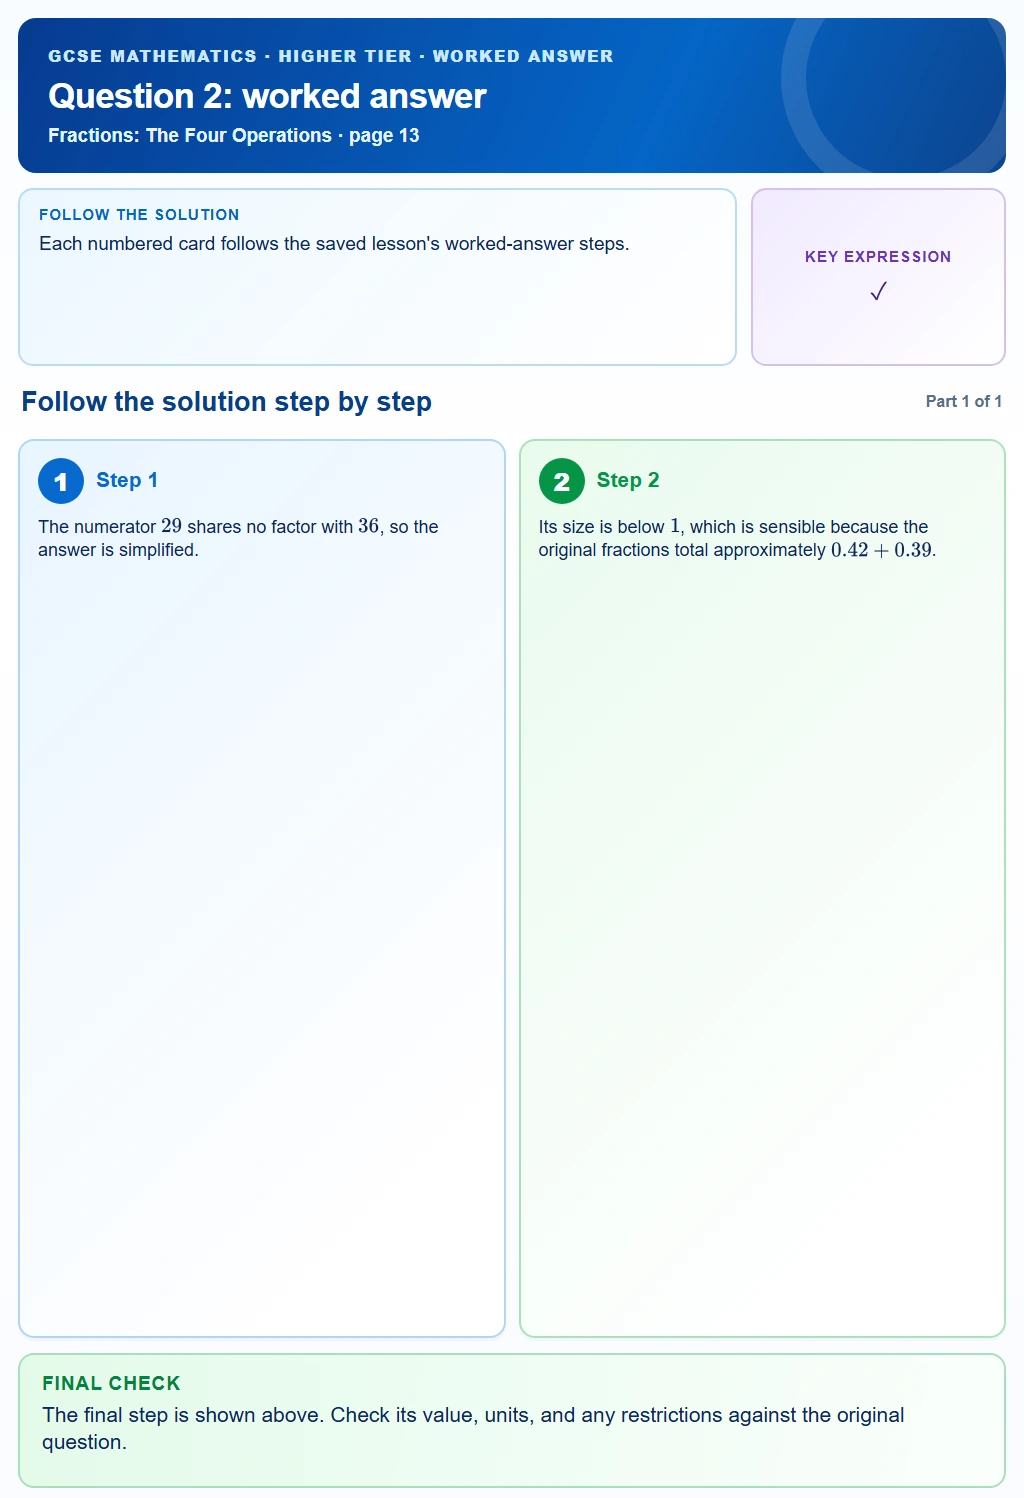 GCSE MATHEMATICS · HIGHER TIER · WORKED ANSWER
Question 2: worked answer
Fractions: The Four Operations · page 13
FOLLOW THE SOLUTION
Each numbered card follows the saved lesson's worked-answer steps.
KEY EXPRESSION
✓
Follow the solution step by step
Part 1 of 1
1 Step 1
The numerator 29 shares no factor with 36, so the
answer is simplified.
2 Step 2
Its size is below 1, which is sensible because the
original fractions total approximately 0.42 + 0.39.
FINAL CHECK
The final step is shown above. Check its value, units, and any restrictions against the original
question.